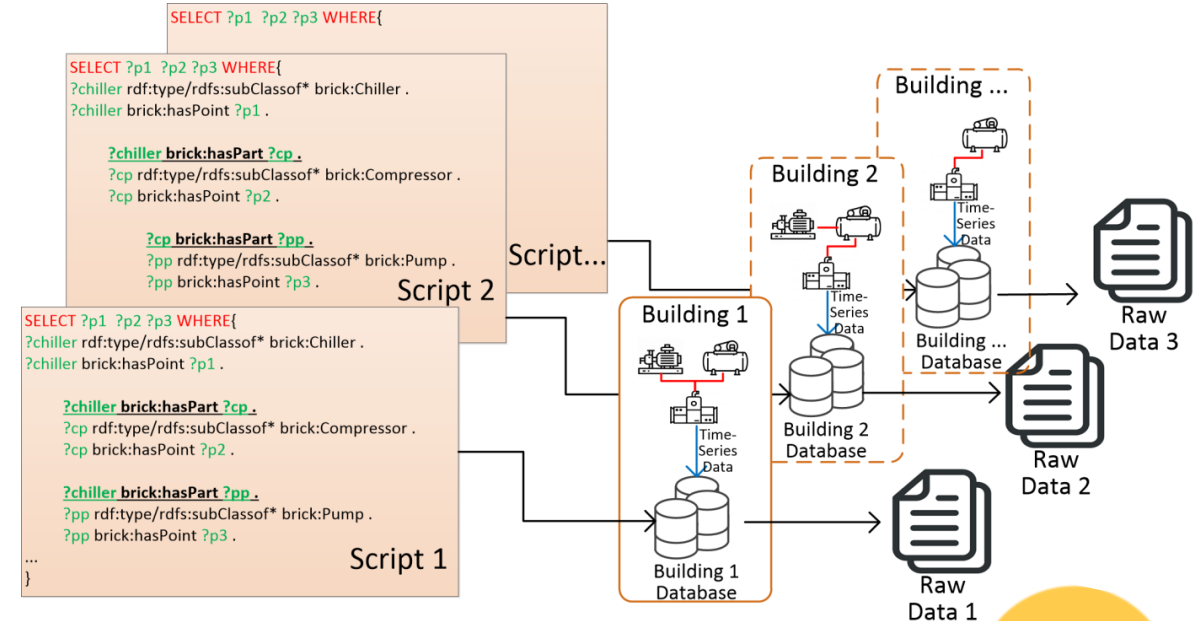 SELECT ?p1 ?p2 ?p3 WHERE{
SELECT ?p1 ?p2 ?p3 WHERE{
?chiller rdf:type/rdfs:subClassof* brick:Chiller .
?chiller brick:hasPoint ?p1 .
?chiller brick:hasPart ?cp .
?cp rdf:type/rdfs:subClassof* brick:Compressor .
?cp brick:hasPoint ?p2 .
?cp brick:hasPart ?pp .
?pp rdf:type/rdfs:subClassof* brick:Pump .
?pp brick:hasPoint ?p3 .
Script...
Script 2
SELECT ?p1 ?p2 ?p3 WHERE{
?chiller rdf:type/rdfs:subClassof* brick:Chiller .
?chiller brick:hasPoint ?p1 .
?chiller brick:hasPart ?cp .
?cp rdf:type/rdfs:subClassof* brick:Compressor .
?cp brick:hasPoint ?p2 .
?chiller brick:hasPart ?pp .
?pp rdf:type/rdfs:subClassof* brick:Pump .
?pp brick:hasPoint ?p3 .
...
}
Script 1
Building 1
Time-
Series
Data
Building 1
Database
Building 2
Time-
Series
Data
Building 2
Database
Building ...
Time-
Series
Data
Building ...
Database
Raw
Data 3
Raw
Data 2
Raw
Data 1